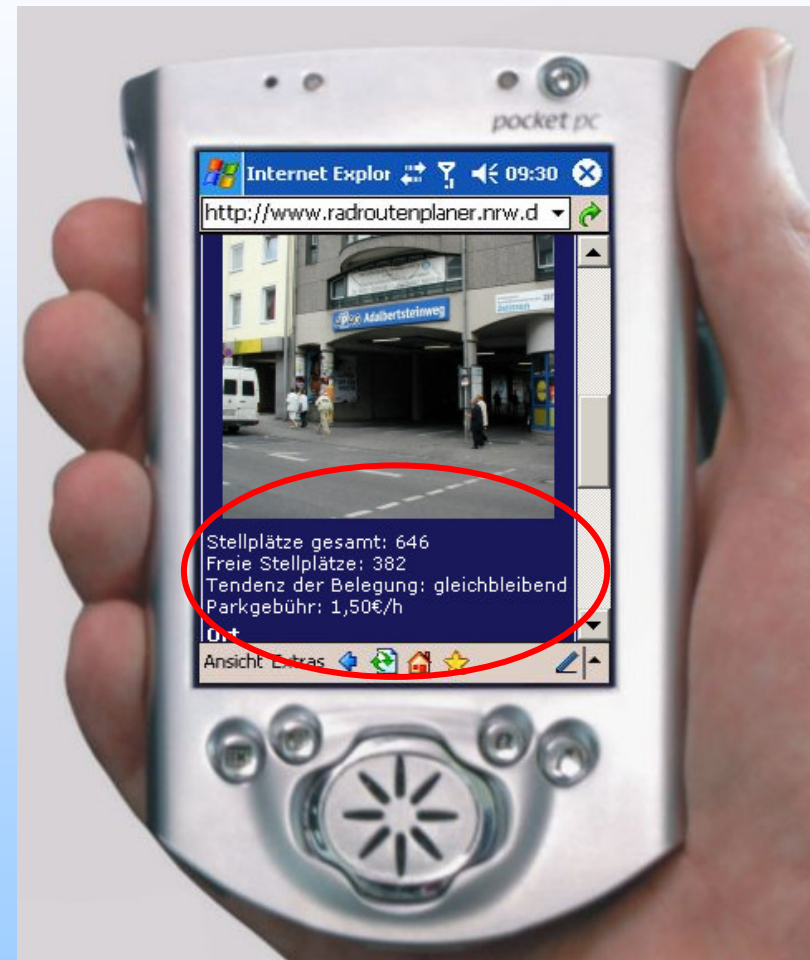 pocket pc
Internet Explor 09:30
http://www.radroutenplaner.nrw.d
Adalbertsteinweg
Stellplätze gesamt: 646
Freie Stellplätze: 382
Tendenz der Belegung: gleichbleibend
Parkgebühr: 1,50€/h
Ort
Ansicht Extras